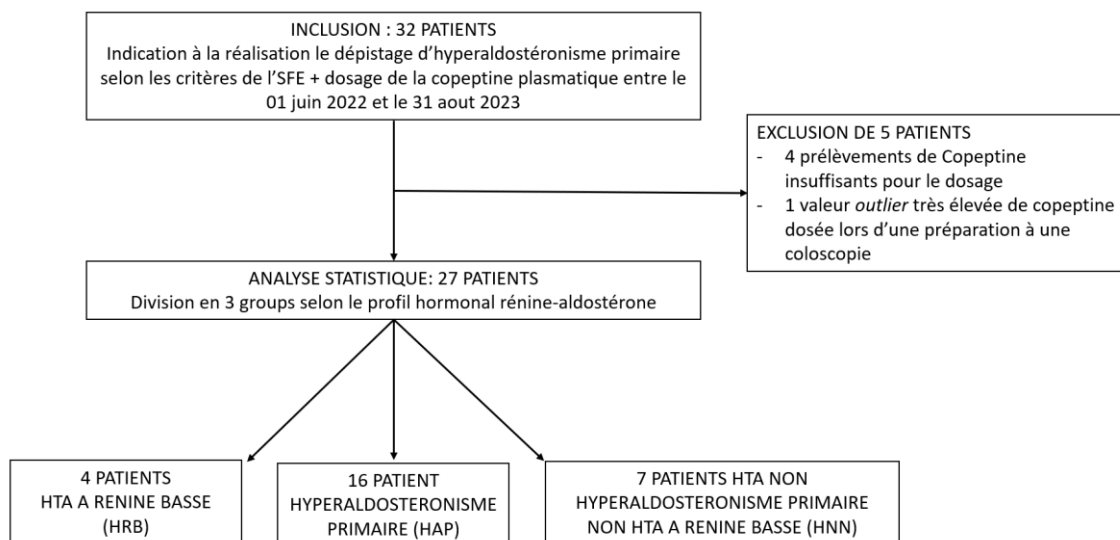 INCLUSION : 32 PATIENTS
Indication à la réalisation le dépistage d'hyperaldostéronisme primaire
selon les critères de l'SFE + dosage de la copeptine plasmatique entre le
01 juin 2022 et le 31 aout 2023
EXCLUSION DE 5 PATIENTS
- 4 prélèvements de Copeptine
insuffisants pour le dosage
- 1 valeur outlier très élevée de copeptine
dosée lors d'une préparation à une
coloscopie
ANALYSE STATISTIQUE: 27 PATIENTS
Division en 3 groups selon le profil hormonal rénine-aldostérone
4 PATIENTS
HTA A RENINE BASSE
(HRB)
16 PATIENT
HYPERALDOSTERONISME
PRIMAIRE (HAP)
7 PATIENTS HTA NON
HYPERALDOSTERONISME PRIMAIRE
NON HTA A RENINE BASSE (HNN)